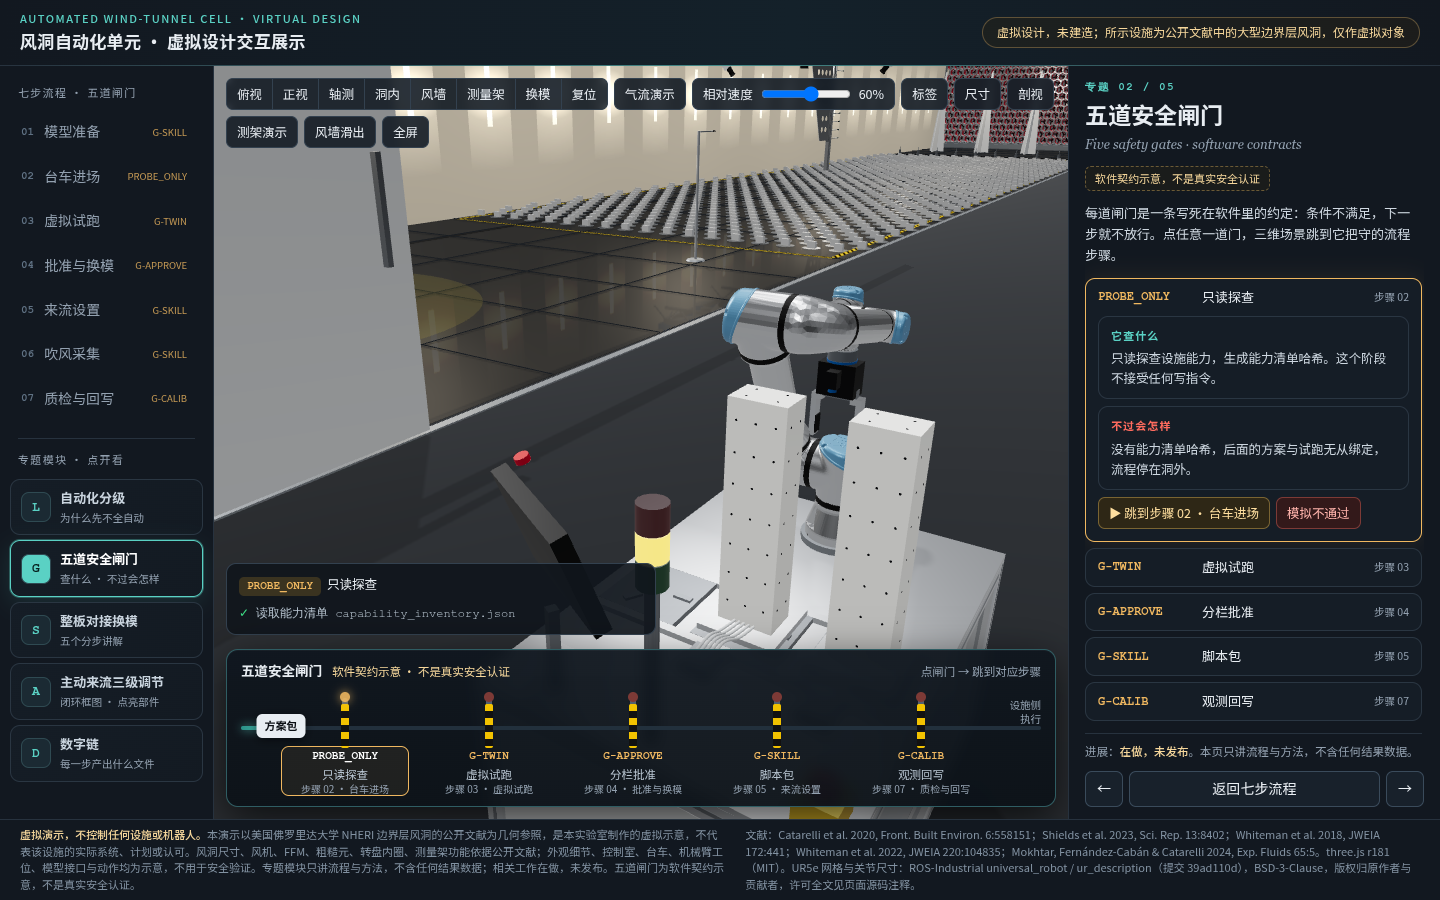 AUTOMATED WIND-TUNNEL CELL · VIRTUAL DESIGN
风洞自动化单元 · 虚拟设计交互展示
虚拟设计，未建造；所示设施为公开文献中的大型边界层风洞，仅作虚拟对象
七步流程 · 五道闸门
01 模型准备 G-SKILL
02 台车进场 PROBE_ONLY
03 虚拟试跑 G-TWIN
04 批准与换模 G-APPROVE
05 来流设置 G-SKILL
06 吹风采集 G-SKILL
07 质检与回写 G-CALIB
专题模块 · 点开看
L 自动化分级
为什么先不全自动
G 五道安全闸门
查什么 · 不过会怎样
S 整板对接换模
五个分步讲解
A 主动来流三级调节
闭环框图 · 点亮部件
D 数字链
每一步产出什么文件
俯视 正视 轴测 洞内 风墙 测量架 换模 复位 气流演示 相对速度 60% 标签 尺寸 剖视
测架演示 风墙滑出 全屏
PROBE_ONLY 只读探查
✓ 读取能力清单 capability_inventory.json
五道安全闸门 软件契约示意 · 不是真实安全认证 点闸门 → 跳到对应步骤
设施侧
执行
方案包
PROBE_ONLY G-TWIN G-APPROVE G-SKILL G-CALIB
只读探查 虚拟试跑 分栏批准 脚本包 观测回写
步骤 02 · 台车进场 步骤 03 · 虚拟试跑 步骤 04 · 批准与换模 步骤 05 · 来流设置 步骤 07 · 质检与回写
专题 02 / 05
五道安全闸门
Five safety gates · software contracts
软件契约示意，不是真实安全认证
每道闸门是一条写死在软件里的约定：条件不满足，下一
步就不放行。点任意一道门，三维场景跳到它把守的流程
步骤。
PROBE_ONLY 只读探查 步骤 02
它查什么
只读探查设施能力，生成能力清单哈希。这个阶段
不接受任何写指令。
不过会怎样
没有能力清单哈希，后面的方案与试跑无从绑定，
流程停在洞外。
▶ 跳到步骤 02 · 台车进场 模拟不通过
G-TWIN 虚拟试跑 步骤 03
G-APPROVE 分栏批准 步骤 04
G-SKILL 脚本包 步骤 05
G-CALIB 观测回写 步骤 07
进展：在做，未发布。本页只讲流程与方法，不含任何结果数据。
← 返回七步流程 →
虚拟演示，不控制任何设施或机器人。本演示以美国佛罗里达大学 NHERI 边界层风洞的公开文献为几何参照，是本实验室制作的虚拟示意，不代
表该设施的实际系统、计划或认可。风洞尺寸、风机、FFM、粗糙元、转盘内圈、测量架功能依据公开文献；外观细节、控制室、台车、机械臂工
位、模型接口与动作均为示意，不用于安全验证。专题模块只讲流程与方法，不含任何结果数据；相关工作在做，未发布。五道闸门为软件契约示
意，不是真实安全认证。
文献：Catarelli et al. 2020, Front. Built Environ. 6:558151；Shields et al. 2023, Sci. Rep. 13:8402；Whiteman et al. 2018, JWEIA
172:441；Whiteman et al. 2022, JWEIA 220:104835；Mokhtar, Fernández-Cabán & Catarelli 2024, Exp. Fluids 65:5。three.js r181
（MIT）。UR5e 网格与关节尺寸：ROS-Industrial universal_robot / ur_description（提交 39ad110d），BSD-3-Clause，版权归原作者与
贡献者，许可全文见页面源码注释。